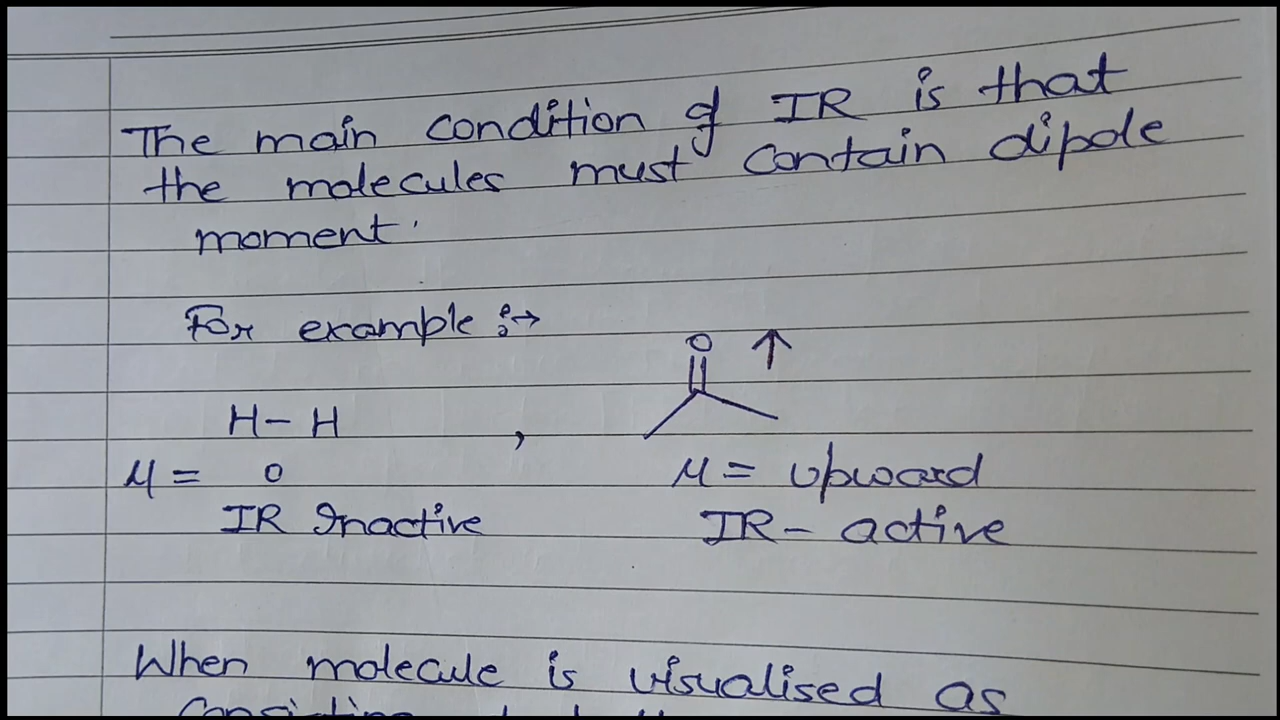 The main condition of IR is that
the molecules must contain dipole
moment.
For example :→
O ↑
H-H ,
μ = 0
μ = upward
IR Inactive
IR- active
When molecule is visualised as